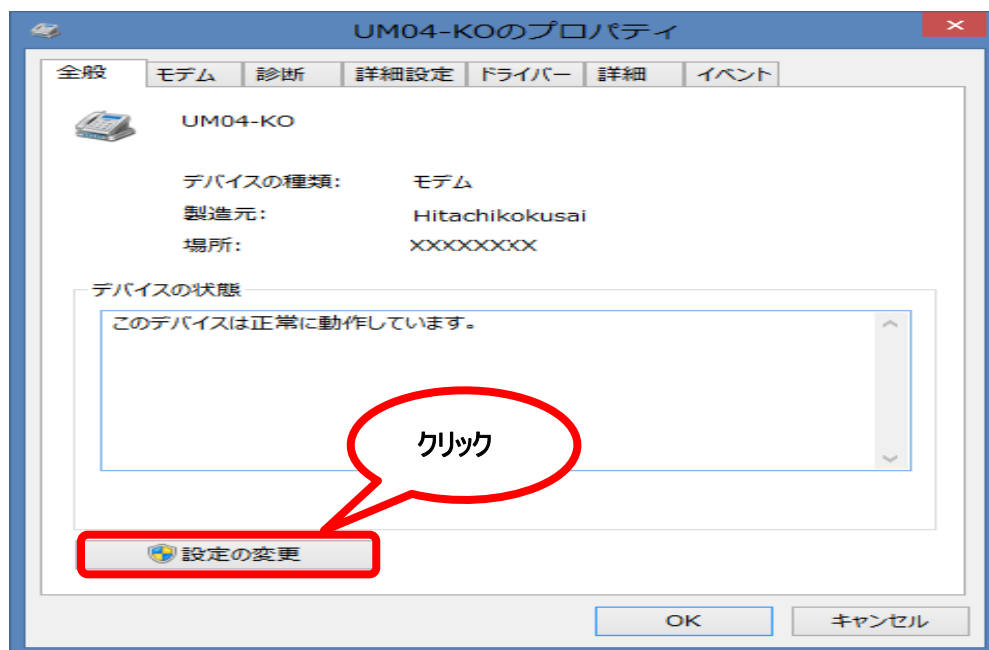 UM04-KOのプロパティ
全般 モデム 診断 詳細設定 ドライバー 詳細 イベント
UM04-KO
デバイスの種類: モデム
製造元: Hitachikokusai
場所: XXXXXXXX
デバイスの状態
このデバイスは正常に動作しています。
クリック
設定の変更
OK キャンセル